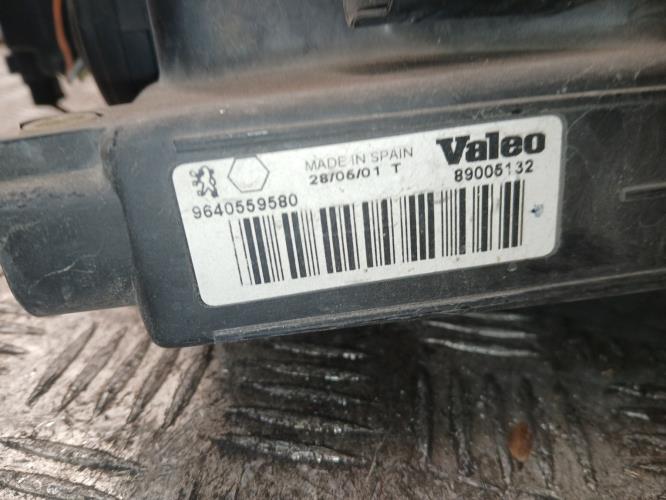 MADE IN SPAIN
28/06/01 T
Valeo
89005132
9640559580